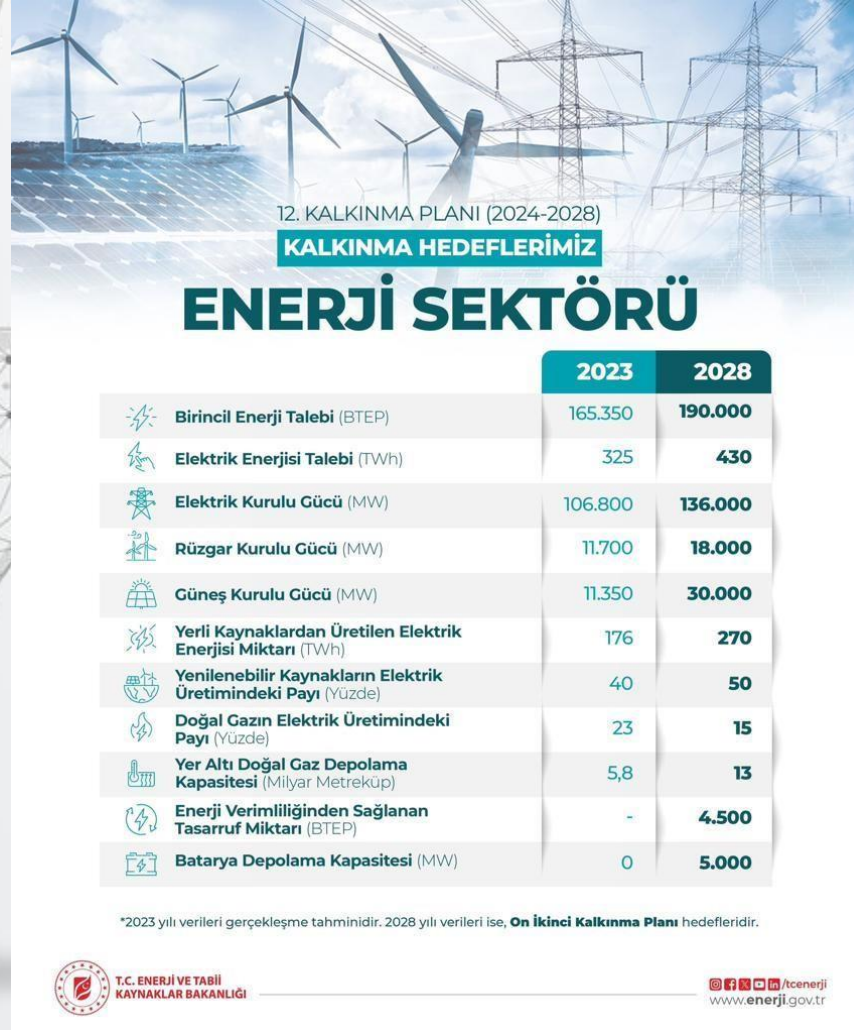 12. KALKINMA PLANI (2024-2028)
KALKINMA HEDEFLERİMİZ
ENERJİ SEKTÖRÜ
2023 2028
Birincil Enerji Talebi (BTEP) 165.350 190.000
Elektrik Enerjisi Talebi (TWh) 325 430
Elektrik Kurulu Gücü (MW) 106.800 136.000
Rüzgar Kurulu Gücü (MW) 11.700 18.000
Güneş Kurulu Gücü (MW) 11.350 30.000
Yerli Kaynaklardan Üretilen Elektrik
Enerjisi Miktarı (TWh) 176 270
Yenilenebilir Kaynakların Elektrik
Üretimindeki Payı (Yüzde) 40 50
Doğal Gazın Elektrik Üretimindeki
Payı (Yüzde) 23 15
Yer Altı Doğal Gaz Depolama
Kapasitesi (Milyar Metreküp) 5,8 13
Enerji Verimliliğinden Sağlanan
Tasarruf Miktarı (BTEP) - 4.500
Batarya Depolama Kapasitesi (MW) 0 5.000
*2023 yılı verileri gerçekleşme tahminidir. 2028 yılı verileri ise, On İkinci Kalkınma Planı hedefleridir.
T.C. ENERJİ VE TABİİ
KAYNAKLAR BAKANLIĞI
/tcenerji
www.enerji.gov.tr